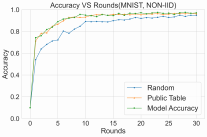 Accuracy VS Rounds(MNIST, NON-IID)
1.0
0.8
0.6
0.4
0.2
0.0
Accuracy
0
5
10
15
20
25
30
Rounds
Random
Public Table
Model Accuracy